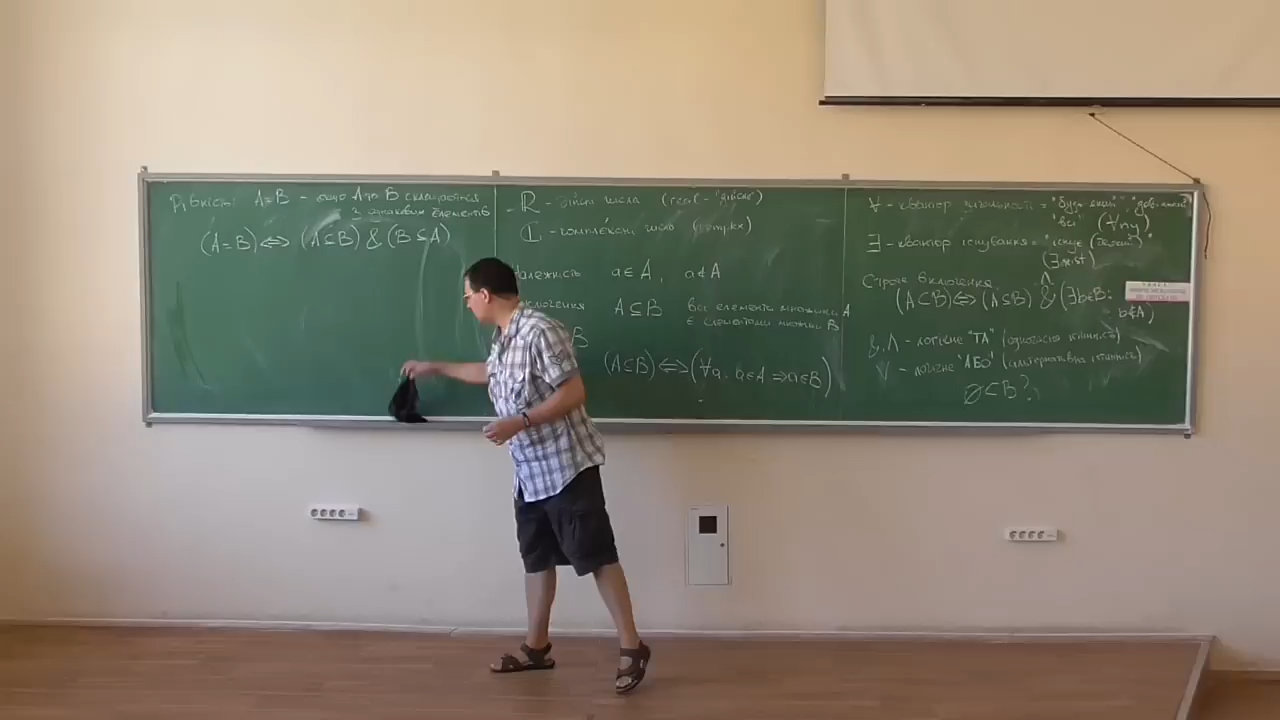 Рівність: A=B - якщо A та B складаються
з однакових елементів
(A=B)⇔(A⊆B)&(B⊆A)
ℝ - дійсні числа (real - "дійсне")
ℂ - комплексні числа (complex)
Належність a∈A, a∉A
Включення A⊆B всі елементи множини A
є елементами множини B
B
(A⊆B)⇔(∀a: a∈A⇒a∈B)
∀ - квантор загальності = "будь-який"
"всі" (∀ny)
∃ - квантор існування = "існує
(∃xist)
Строге включення
(A⊂B)⇔(A⊆B) & (∃b∈B:
b∉A)
&,∧ - логічне "ТА" (одночасна істинність)
∨ - логічне "АБО" (альтернативна істинність)
∅⊂B?